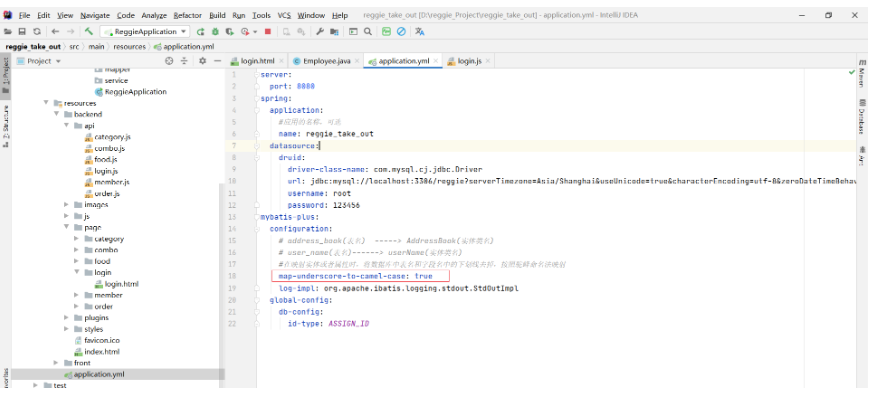 File Edit View Navigate Code Analyze Refactor Build Run Tools VCS Window Help reggie_take_out [D:\reggie_Project\reggie_take_out] - application.yml - IntelliJ IDEA
ReggieApplication
reggie_take_out src main resources application.yml
Project
login.html Employee.java application.yml login.js
1: Project
2: Structure
Maven
Database
Ant
mapper
service
ReggieApplication
resources
backend
api
category.js
combo.js
food.js
login.js
member.js
order.js
images
js
page
category
combo
food
login
login.html
member
order
plugins
styles
favicon.ico
index.html
front
application.yml
test
1 server:
2 port: 8080
3 spring:
4 application:
5 #应用的名称，可选
6 name: reggie_take_out
7 datasource:
8 druid:
9 driver-class-name: com.mysql.cj.jdbc.Driver
10 url: jdbc:mysql://localhost:3306/reggie?serverTimezone=Asia/Shanghai&useUnicode=true&characterEncoding=utf-8&zeroDateTimeBehav
11 username: root
12 password: 123456
13 mybatis-plus:
14 configuration:
15 # address_book(表名) -----> AddressBook(实体类名)
16 # user_name(表名)------> userName(实体类名)
17 #在映射实体或者属性时，将数据库中表名和字段名中的下划线去掉，按照驼峰命名法映射
18 map-underscore-to-camel-case: true
19 log-impl: org.apache.ibatis.logging.stdout.StdOutImpl
20 global-config:
21 db-config:
22 id-type: ASSIGN_ID